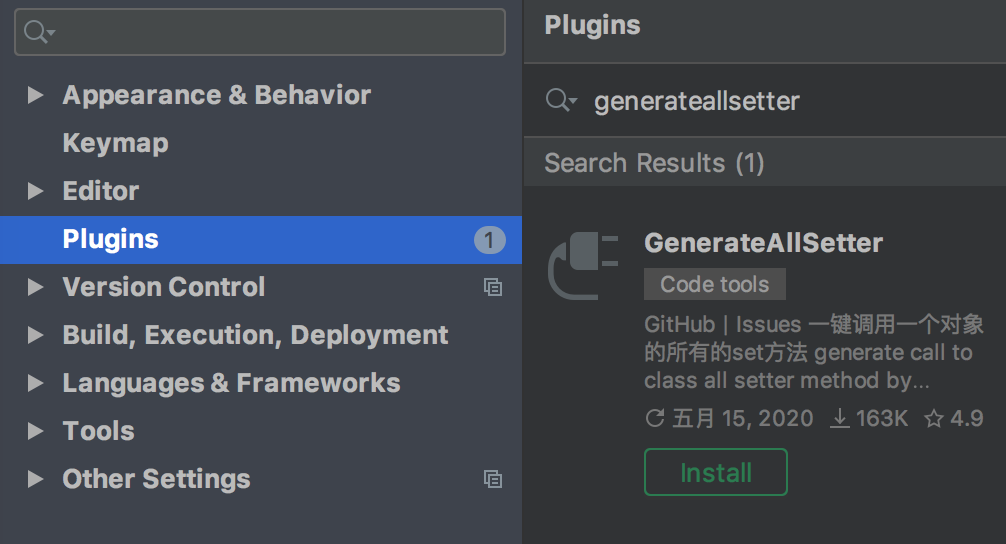 Appearance & Behavior
Keymap
Editor
Plugins
1
Version Control
Build, Execution, Deployment
Languages & Frameworks
Tools
Other Settings
Plugins
generateallsetter
Search Results (1)
GenerateAllSetter
Code tools
GitHub | Issues 一键调用一个对象
的所有的set方法 generate call to
class all setter method by...
五月 15, 2020 163K 4.9
Install